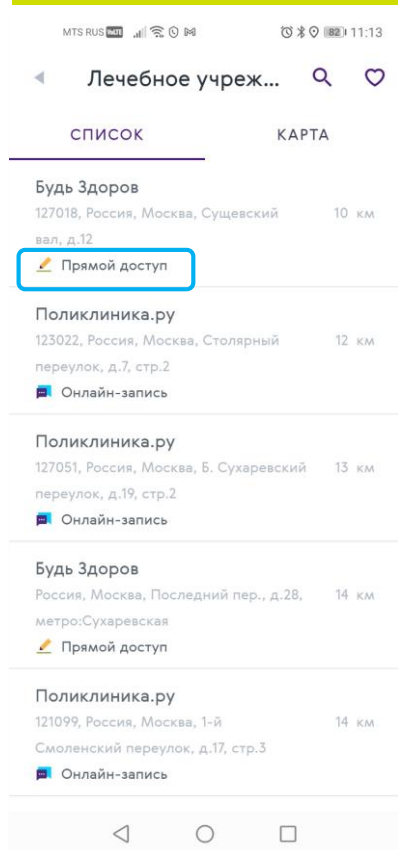 MTS RUS VoLTE 82 11:13
Лечебное учреж...
СПИСОК КАРТА
Будь Здоров
127018, Россия, Москва, Сущевский 10 км
вал, д.12
Прямой доступ
Поликлиника.ру
123022, Россия, Москва, Столярный 12 км
переулок, д.7, стр.2
Онлайн-запись
Поликлиника.ру
127051, Россия, Москва, Б. Сухаревский 13 км
переулок, д.19, стр.2
Онлайн-запись
Будь Здоров
Россия, Москва, Последний пер., д.28, 14 км
метро:Сухаревская
Прямой доступ
Поликлиника.ру
121099, Россия, Москва, 1-й 14 км
Смоленский переулок, д.17, стр.3
Онлайн-запись